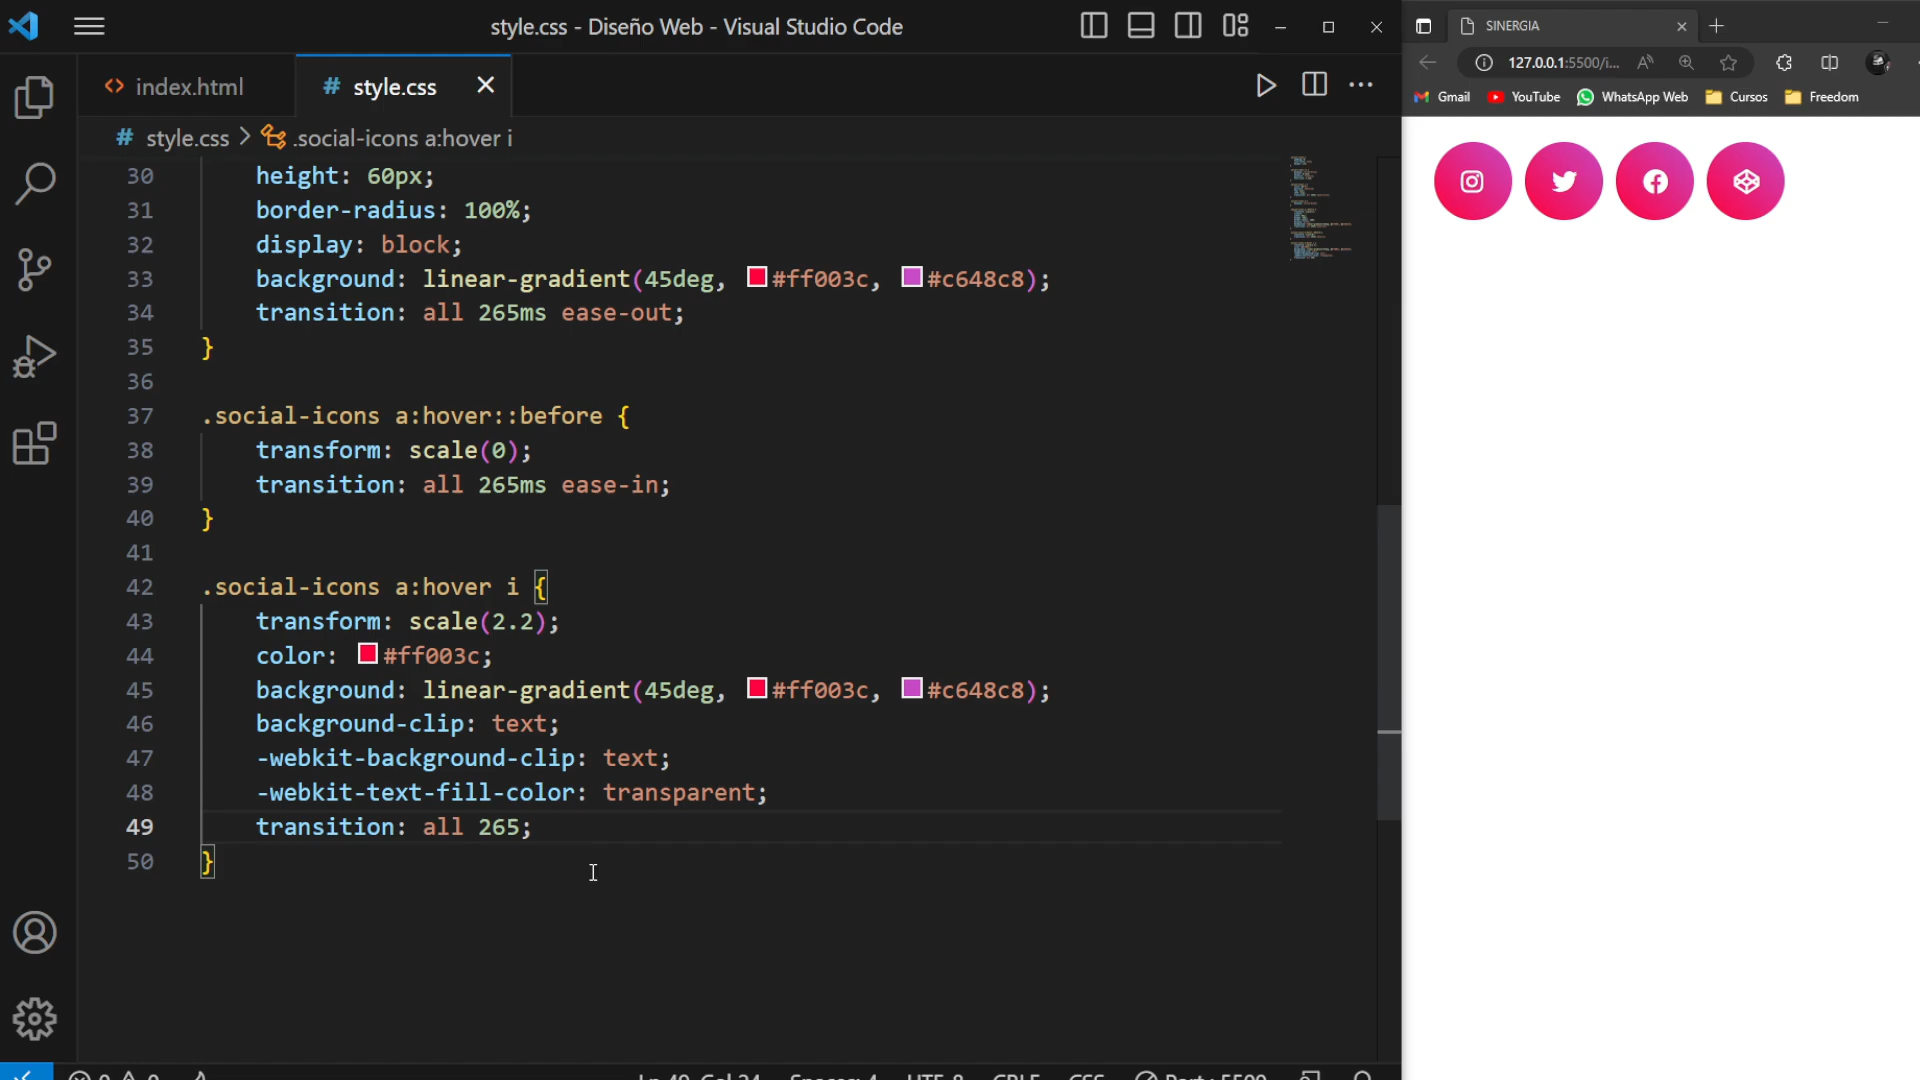 style.css - Diseño Web - Visual Studio Code
<> index.html
# style.css
# style.css > .social-icons a:hover i
30 height: 60px;
31 border-radius: 100%;
32 display: block;
33 background: linear-gradient(45deg, #ff003c, #c648c8);
34 transition: all 265ms ease-out;
35 }
36
37 .social-icons a:hover::before {
38 transform: scale(0);
39 transition: all 265ms ease-in;
40 }
41
42 .social-icons a:hover i {
43 transform: scale(2.2);
44 color: #ff003c;
45 background: linear-gradient(45deg, #ff003c, #c648c8);
46 background-clip: text;
47 -webkit-background-clip: text;
48 -webkit-text-fill-color: transparent;
49 transition: all 265;
50 }
SINERGIA
127.0.0.1:5500/i...
Gmail YouTube WhatsApp Web Cursos Freedom